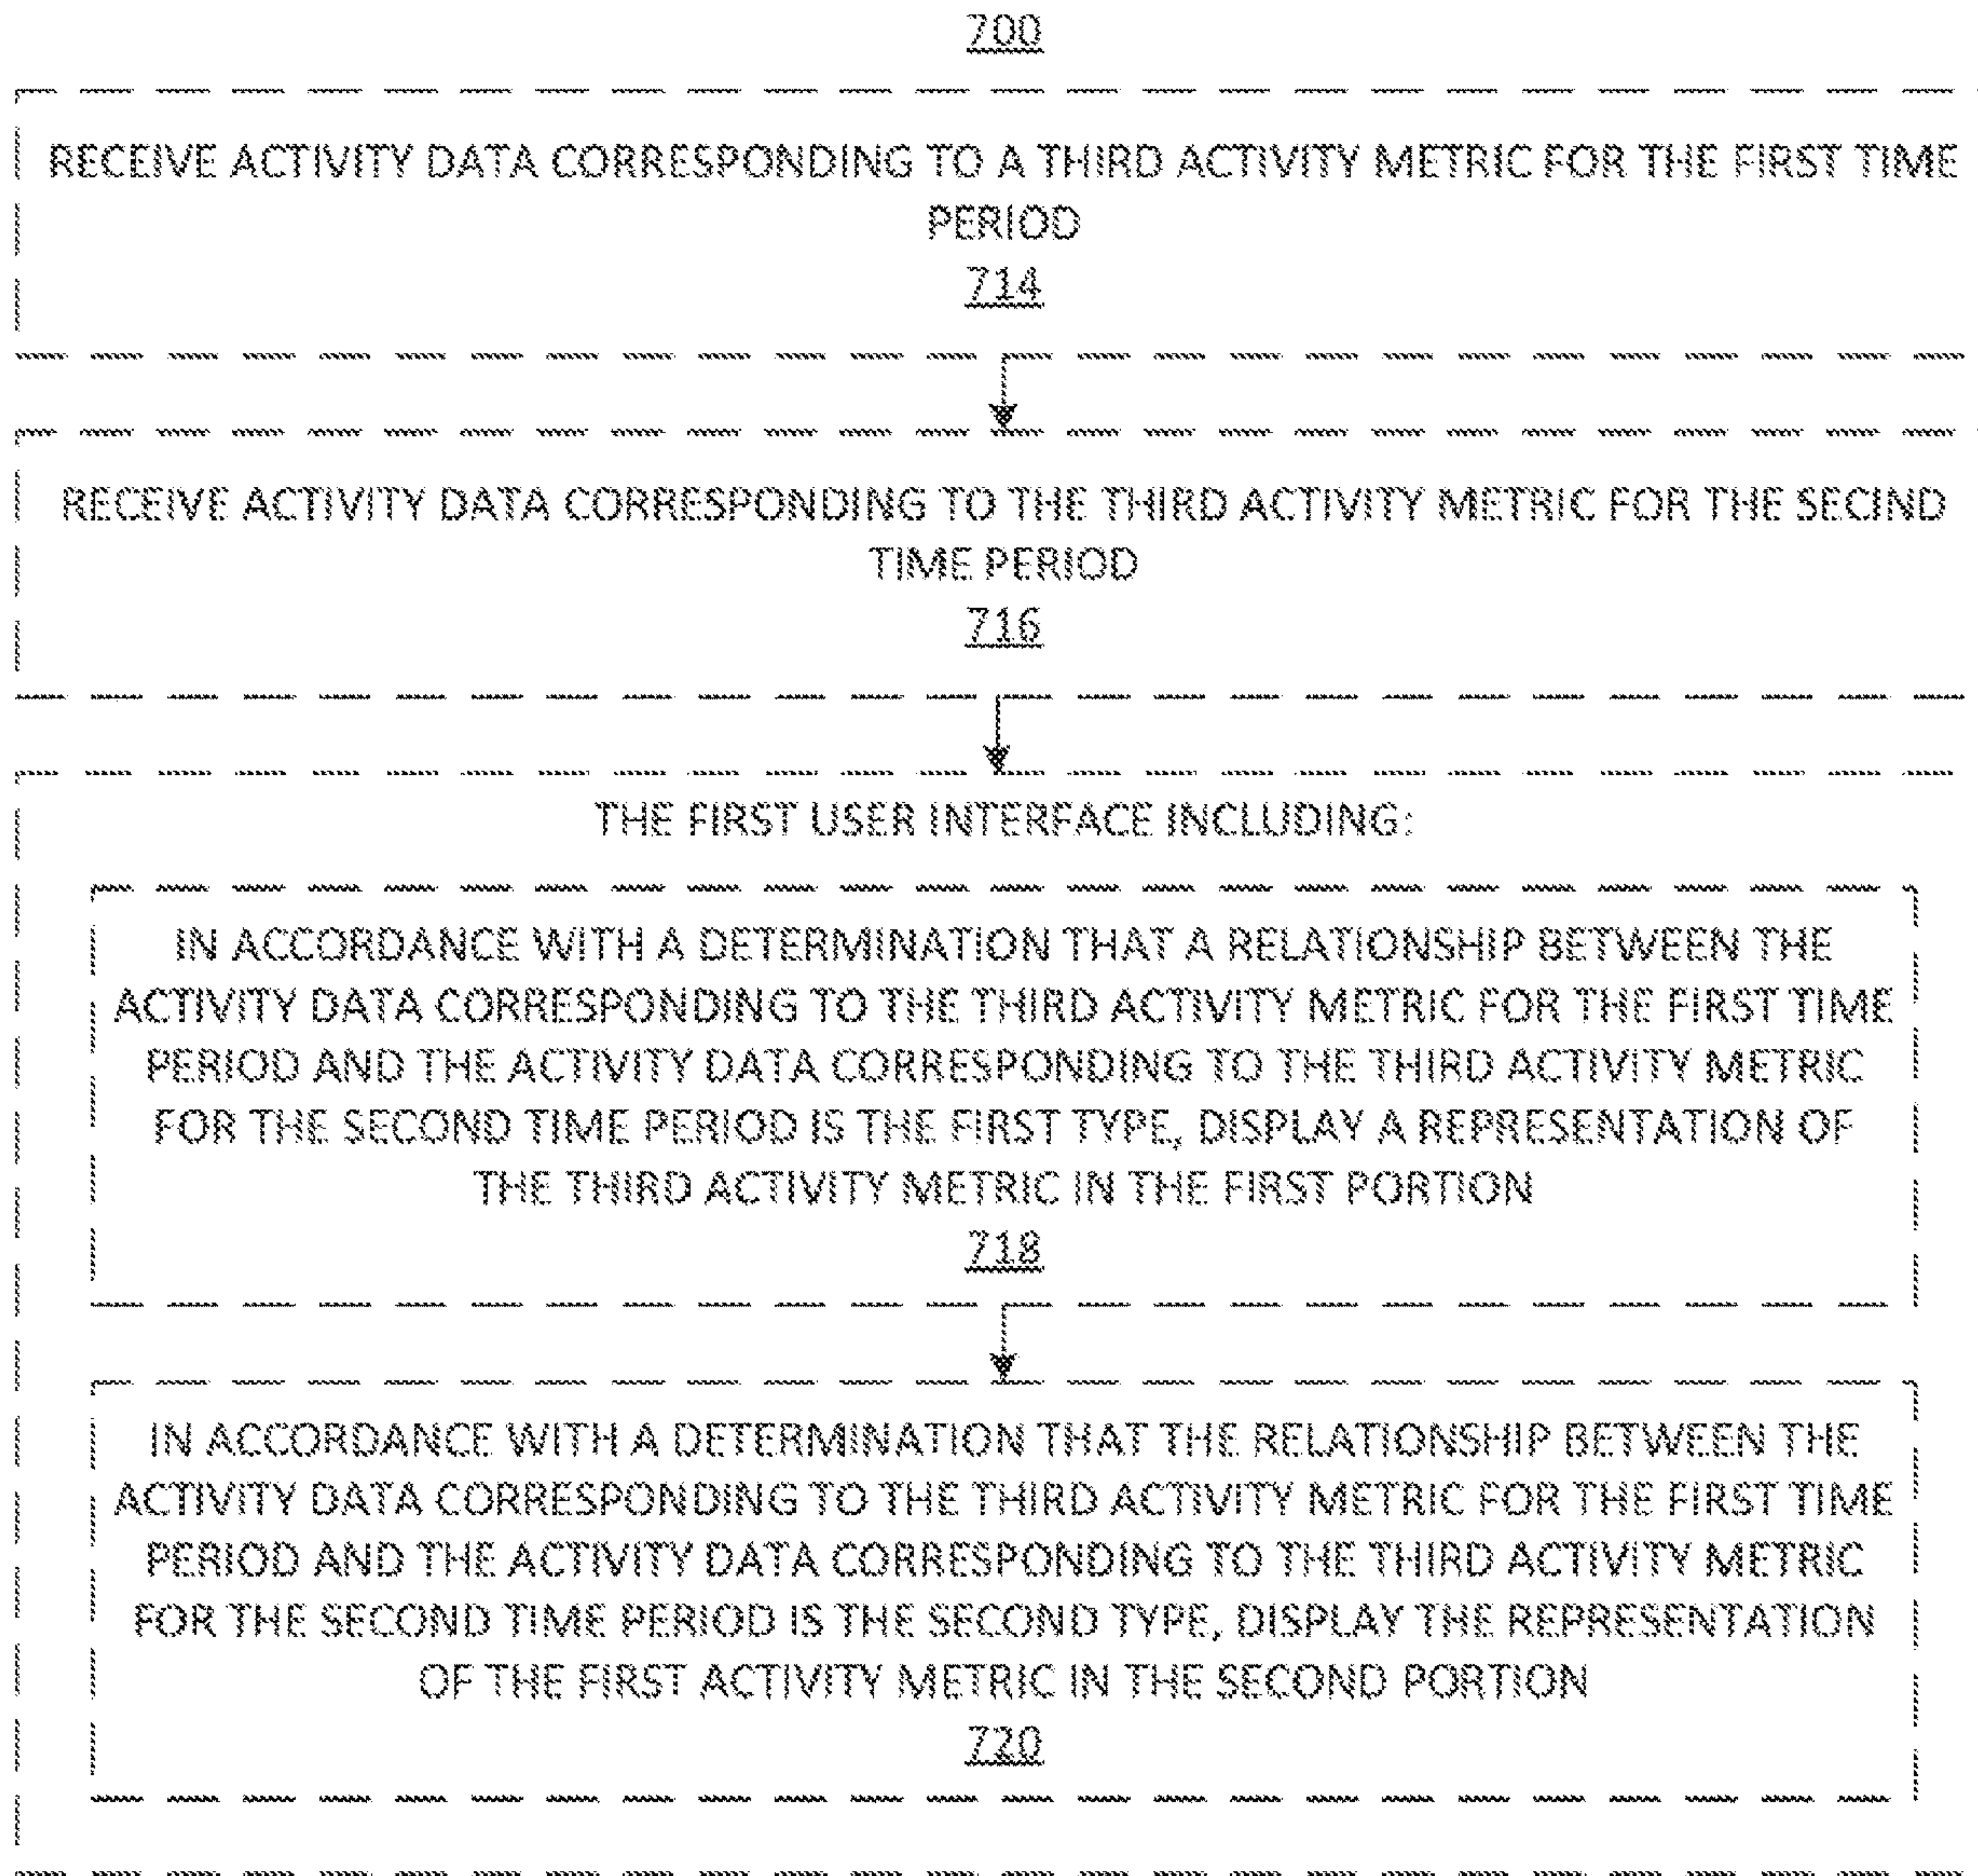 700
RECEIVE ACTIVITY DATA CORRESPONDING TO A THIRD ACTIVITY METRIC FOR THE FIRST TIME
PERIOD
714
RECEIVE ACTIVITY DATA CORRESPONDING TO THE THIRD ACTIVITY METRIC FOR THE SECIND
TIME PERIOD
716
THE FIRST USER INTERFACE INCLUDING:
IN ACCORDANCE WITH A DETERMINATION THAT A RELATIONSHIP BETWEEN THE
ACTIVITY DATA CORRESPONDING TO THE THIRD ACTIVITY METRIC FOR THE FIRST TIME
PERIOD AND THE ACTIVITY DATA CORRESPONDING TO THE THIRD ACTIVITY METRIC
FOR THE SECOND TIME PERIOD IS THE FIRST TYPE, DISPLAY A REPRESENTATION OF
THE THIRD ACTIVITY METRIC IN THE FIRST PORTION
718
IN ACCORDANCE WITH A DETERMINATION THAT THE RELATIONSHIP BETWEEN THE
ACTIVITY DATA CORRESPONDING TO THE THIRD ACTIVITY METRIC FOR THE FIRST TIME
PERIOD AND THE ACTIVITY DATA CORRESPONDING TO THE THIRD ACTIVITY METRIC
FOR THE SECOND TIME PERIOD IS THE SECOND TYPE, DISPLAY THE REPRESENTATION
OF THE FIRST ACTIVITY METRIC IN THE SECOND PORTION
720